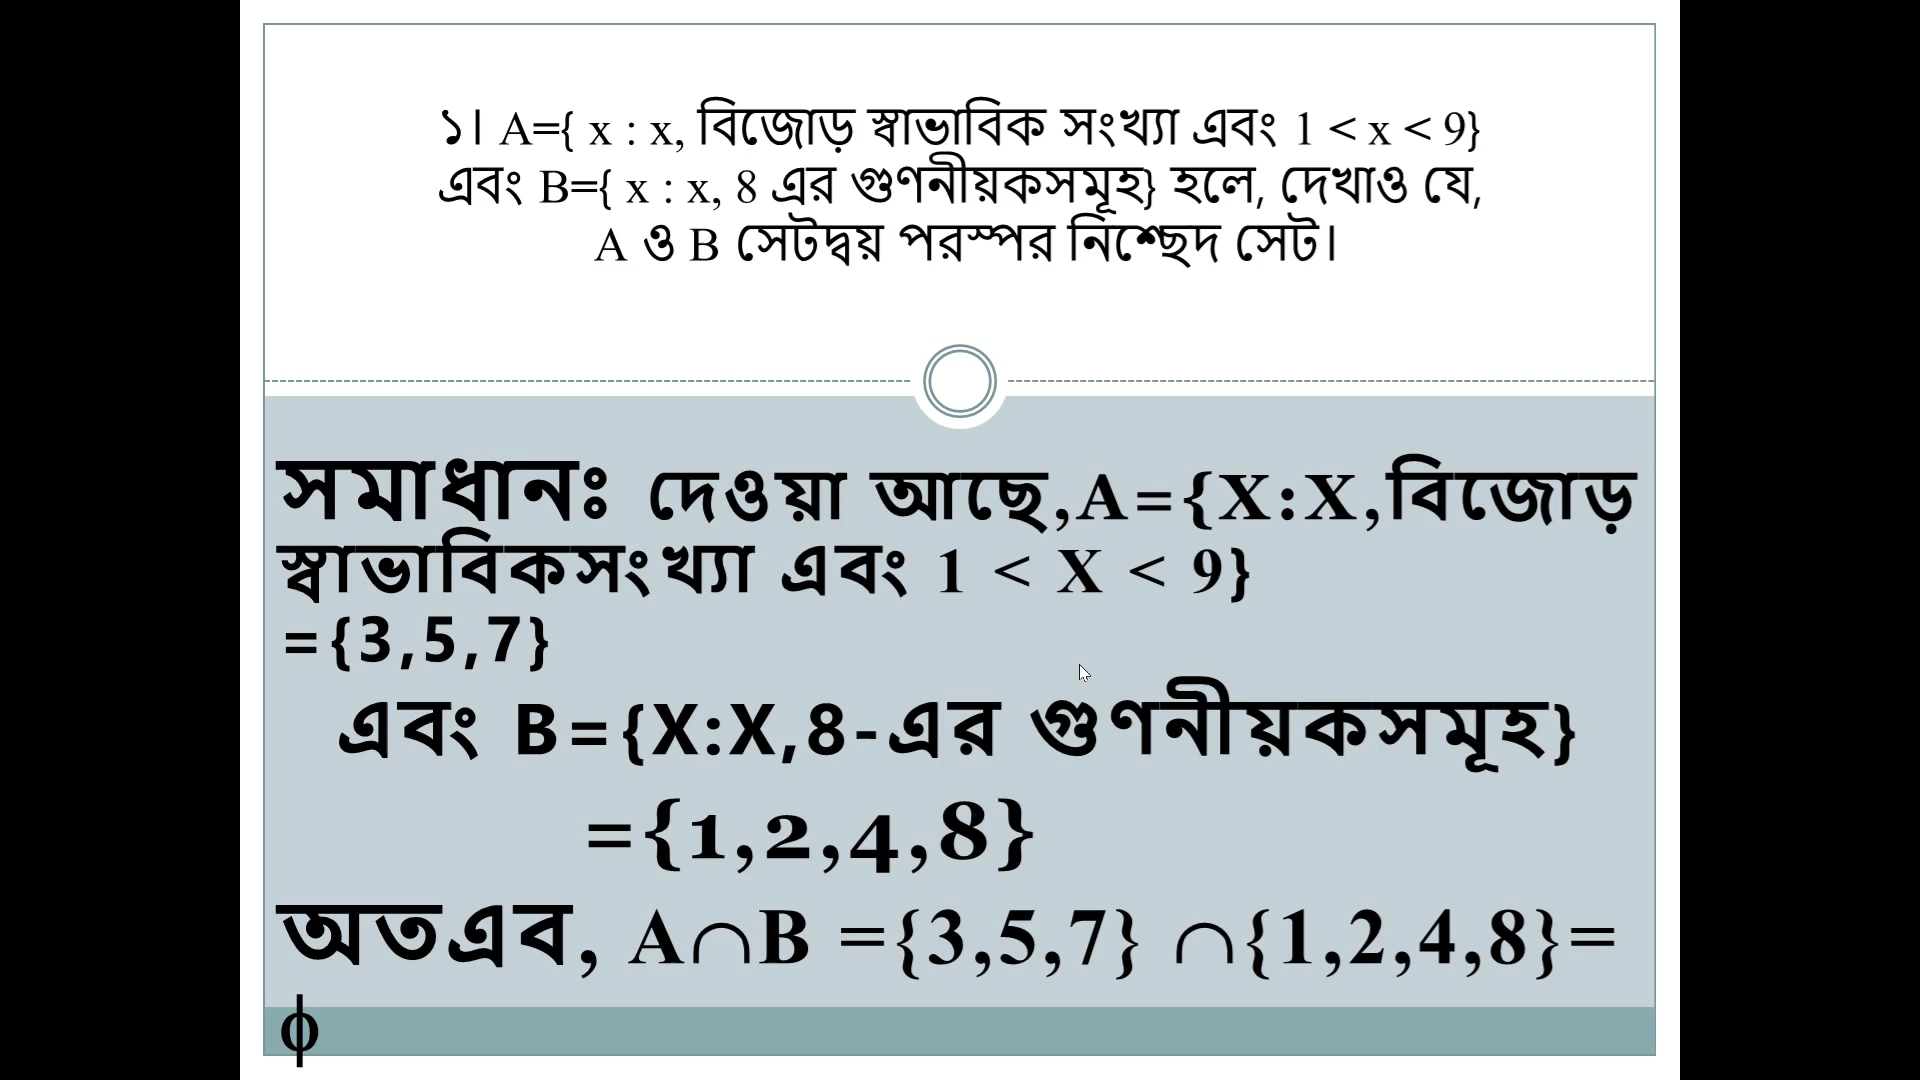 ১। A={ x : x, বিজোড় স্বাভাবিক সংখ্যা এবং 1 < x < 9}
এবং B={ x : x, 8 এর গুণনীয়কসমূহ} হলে, দেখাও যে,
A ও B সেটদ্বয় পরস্পর নিশ্ছেদ সেট।
সমাধানঃ দেওয়া আছে,A={X:X,বিজোড়
স্বাভাবিকসংখ্যা এবং 1 < X < 9}
={3,5,7}
এবং B={X:X,8-এর গুণনীয়কসমূহ}
={1,2,4,8}
অতএব, A∩B ={3,5,7} ∩{1,2,4,8}=
ϕ